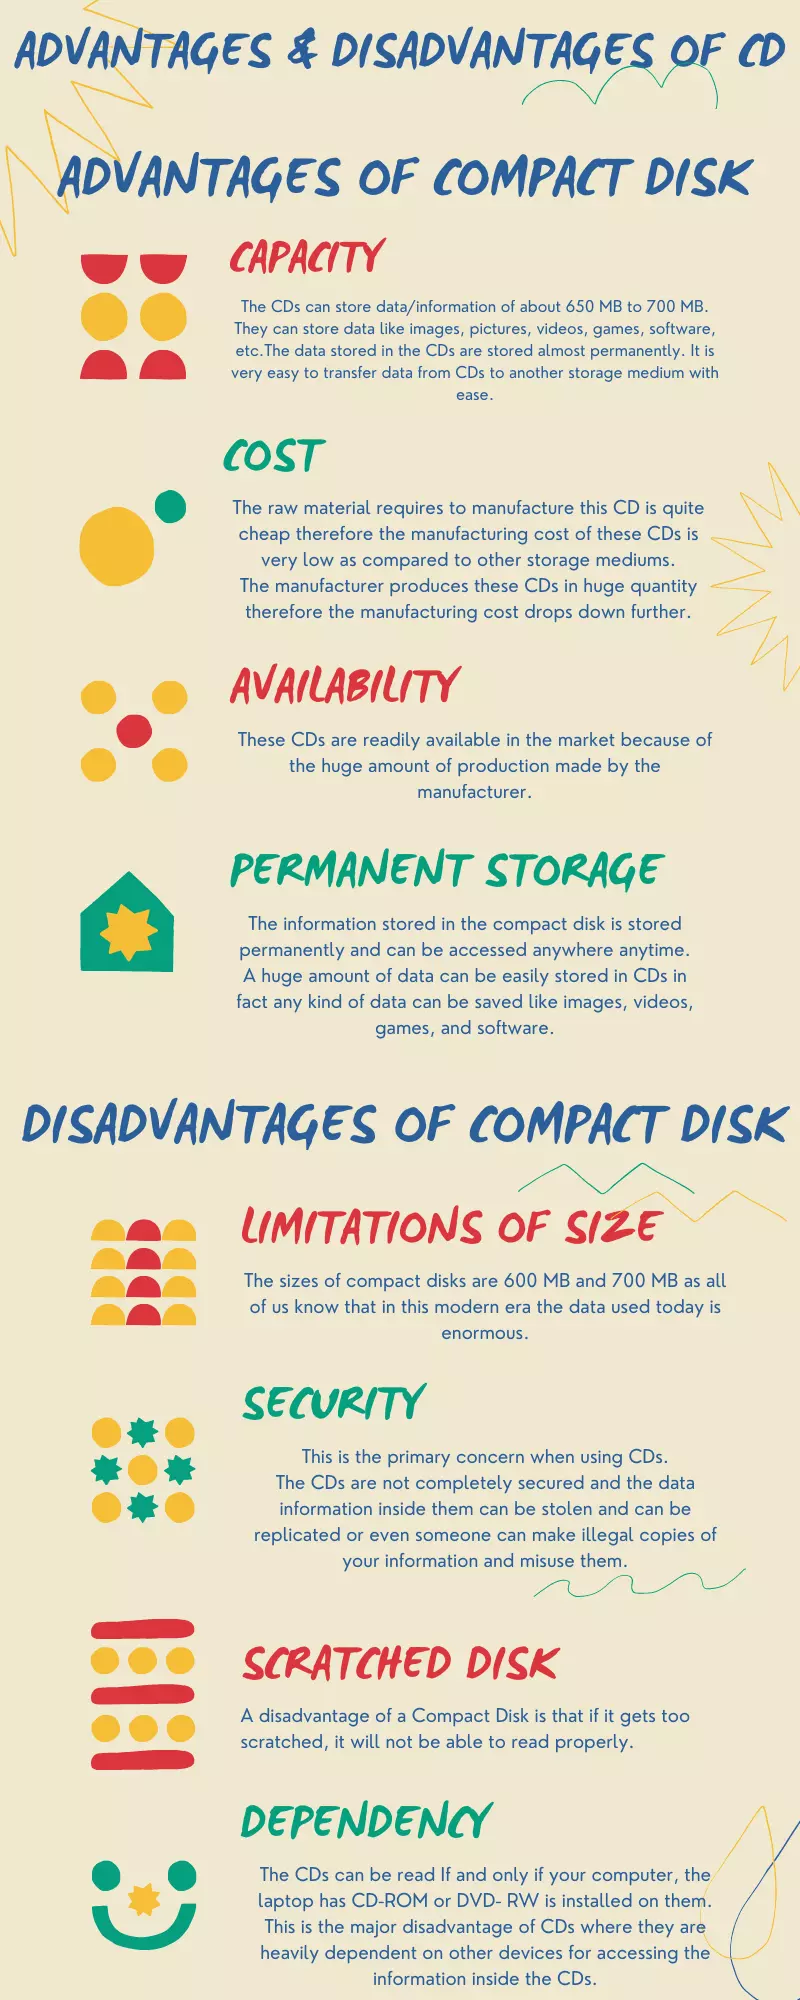 ADVANTAGES & DISADVANTAGES OF CD
ADVANTAGES OF COMPACT DISK
CAPACITY
The CDs can store data/information of about 650 MB to 700 MB.
They can store data like images, pictures, videos, games, software,
etc.The data stored in the CDs are stored almost permanently. It is
very easy to transfer data from CDs to another storage medium with
ease.
COST
The raw material requires to manufacture this CD is quite
cheap therefore the manufacturing cost of these CDs is
very low as compared to other storage mediums.
The manufacturer produces these CDs in huge quantity
therefore the manufacturing cost drops down further.
AVAILABILITY
These CDs are readily available in the market because of
the huge amount of production made by the
manufacturer.
PERMANENT STORAGE
The information stored in the compact disk is stored
permanently and can be accessed anywhere anytime.
A huge amount of data can be easily stored in CDs in
fact any kind of data can be saved like images, videos,
games, and software.
DISADVANTAGES OF COMPACT DISK
LIMITATIONS OF SIZE
The sizes of compact disks are 600 MB and 700 MB as all
of us know that in this modern era the data used today is
enormous.
SECURITY
This is the primary concern when using CDs.
The CDs are not completely secured and the data
information inside them can be stolen and can be
replicated or even someone can make illegal copies of
your information and misuse them.
SCRATCHED DISK
A disadvantage of a Compact Disk is that if it gets too
scratched, it will not be able to read properly.
DEPENDENCY
The CDs can be read If and only if your computer, the
laptop has CD-ROM or DVD- RW is installed on them.
This is the major disadvantage of CDs where they are
heavily dependent on other devices for accessing the
information inside the CDs.